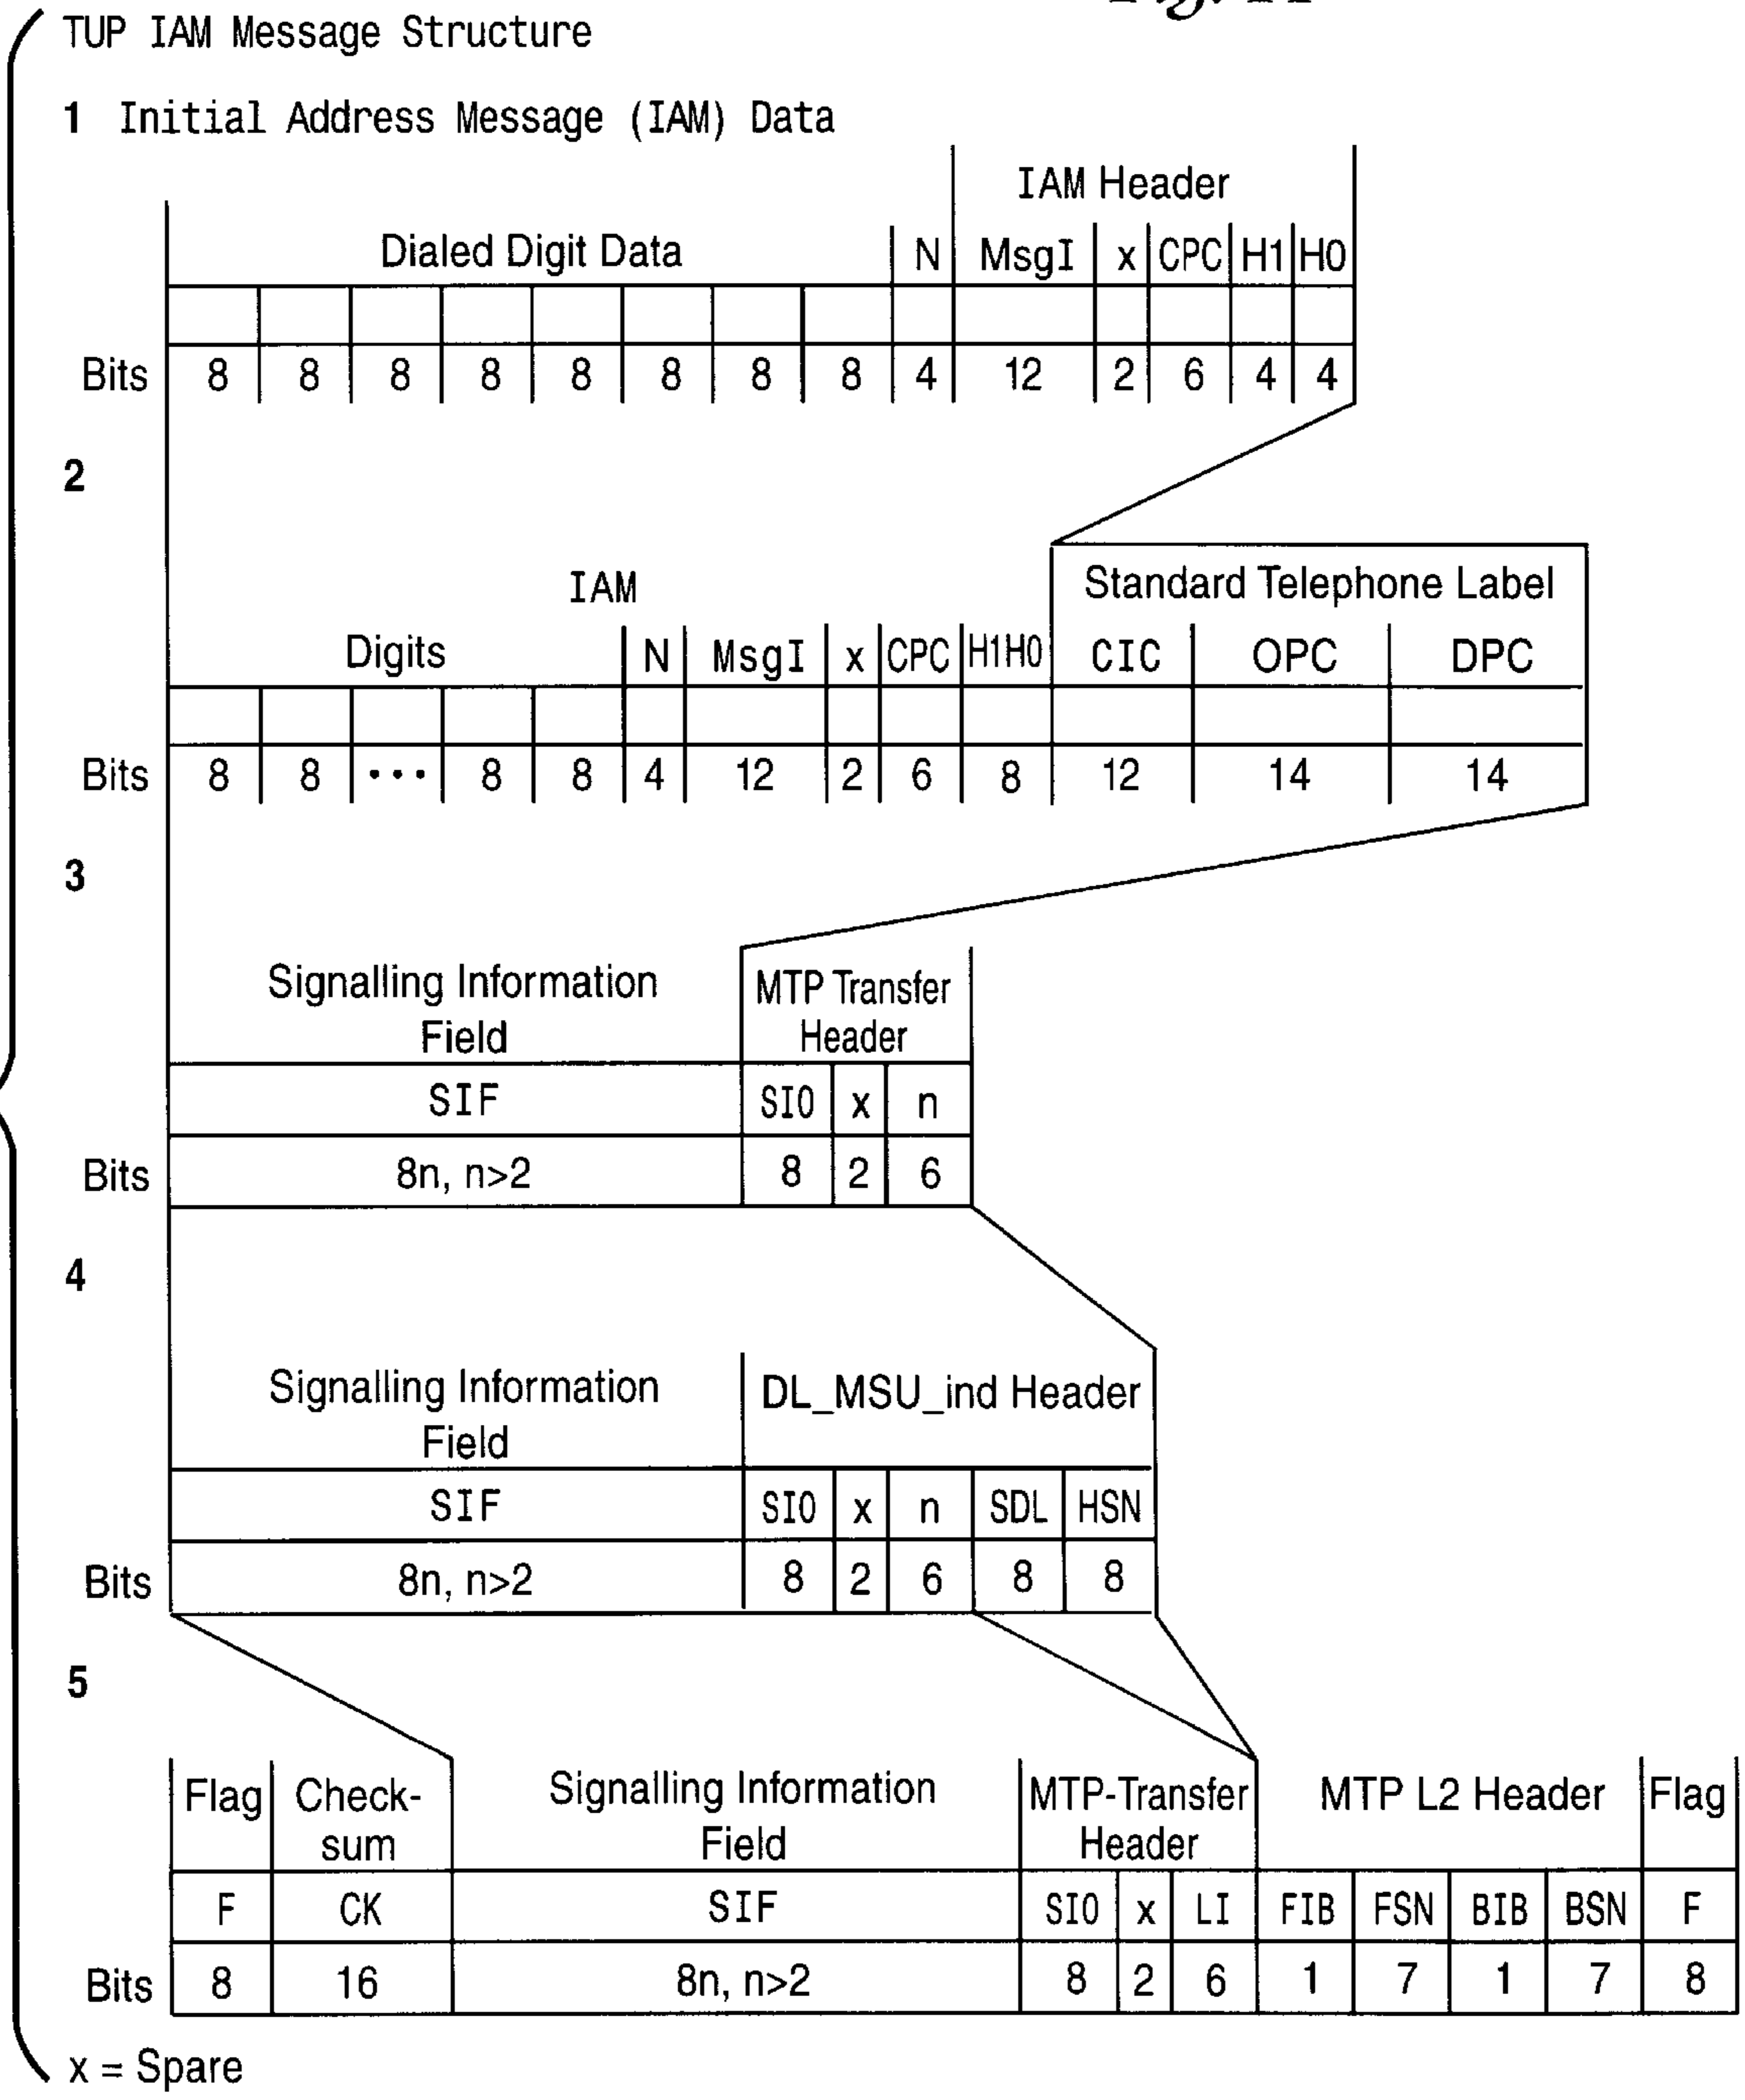 TUP IAM Message Structure
1 Initial Address Message (IAM) Data
IAM Header
Dialed Digit Data N MsgI x CPC H1 H0
Bits 8 8 8 8 8 8 8 8 4 12 2 6 4 4
2
IAM Standard Telephone Label
Digits N MsgI x CPC H1H0 CIC OPC DPC
Bits 8 8 ... 8 8 4 12 2 6 8 12 14 14
3
Signalling Information MTP Transfer
Field Header
SIF SIO x n
Bits 8n, n>2 8 2 6
4
Signalling Information DL_MSU_ind Header
Field
SIF SIO x n SDL HSN
Bits 8n, n>2 8 2 6 8 8
5
Flag Check- Signalling Information MTP-Transfer MTP L2 Header Flag
sum Field Header
F CK SIF SIO x LI FIB FSN BIB BSN F
Bits 8 16 8n, n>2 8 2 6 1 7 1 7 8
x = Spare